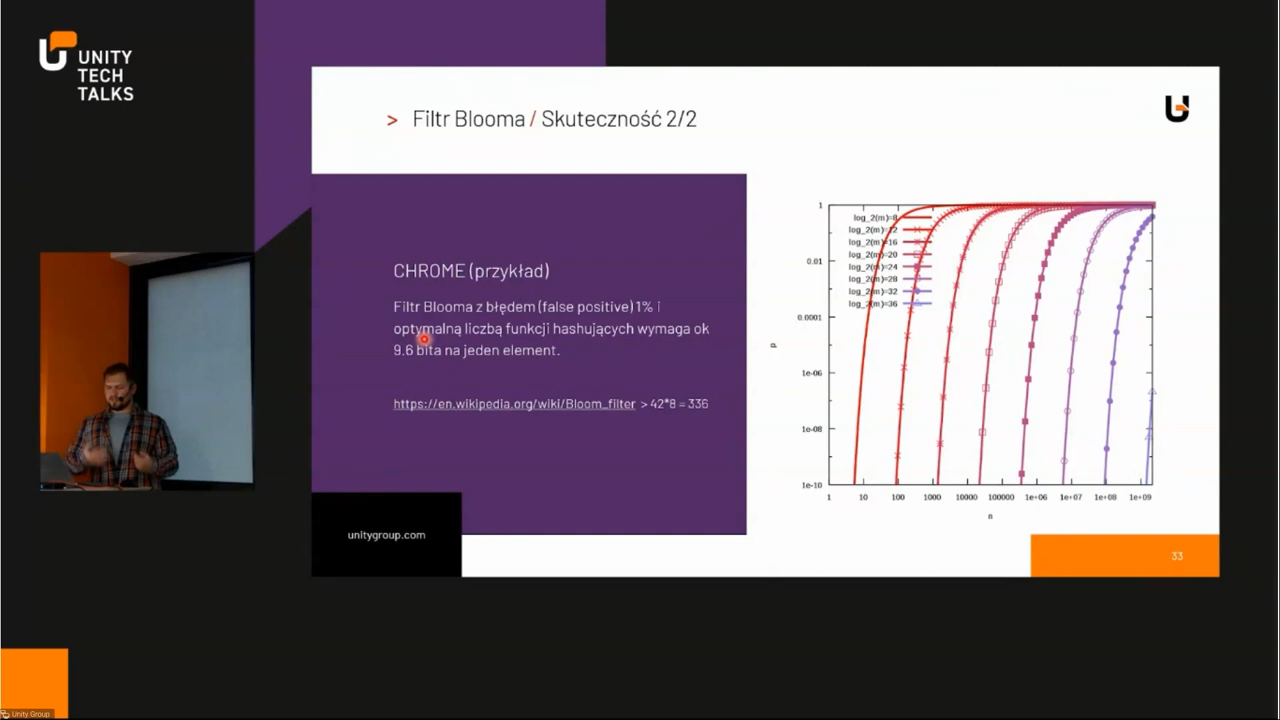 UNITY
TECH
TALKS
> Filtr Blooma / Skuteczność 2/2
CHROME (przykład)
Filtr Blooma z błędem (false positive) 1% i
optymalną liczbą funkcji hashujących wymaga ok
9.6 bita na jeden element.
https://en.wikipedia.org/wiki/Bloom_filter > 42*8 = 336
unitygroup.com
1
0.01
0.0001
1e-06
1e-08
1e-10
p
log_2(m)=8
log_2(m)=12
log_2(m)=16
log_2(m)=20
log_2(m)=24
log_2(m)=28
log_2(m)=32
log_2(m)=36
1 10 100 1000 10000 100000 1e+06 1e+07 1e+08 1e+09
n
33
Unity Group